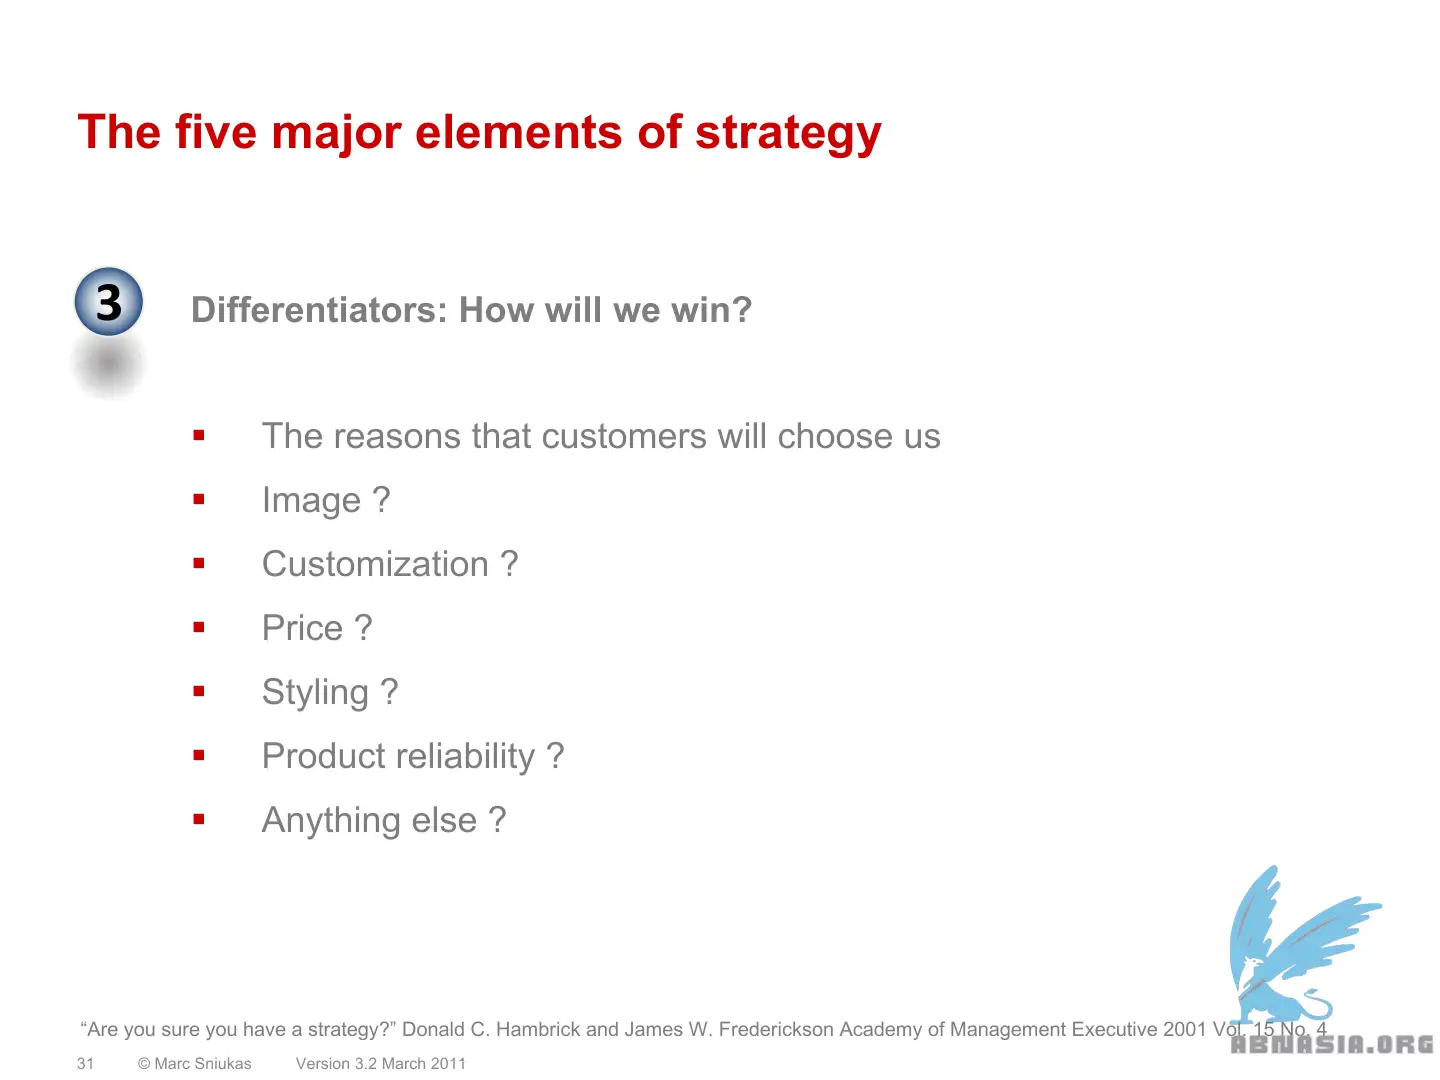 The five major elements of strategy
3
Differentiators: How will we win?
▪ The reasons that customers will choose us
▪ Image ?
▪ Customization ?
▪ Price ?
▪ Styling ?
▪ Product reliability ?
▪ Anything else ?
“Are you sure you have a strategy?” Donald C. Hambrick and James W. Frederickson Academy of Management Executive 2001 Vol. 15 No. 4
ABNASIA.ORG
31 © Marc Sniukas Version 3.2 March 2011